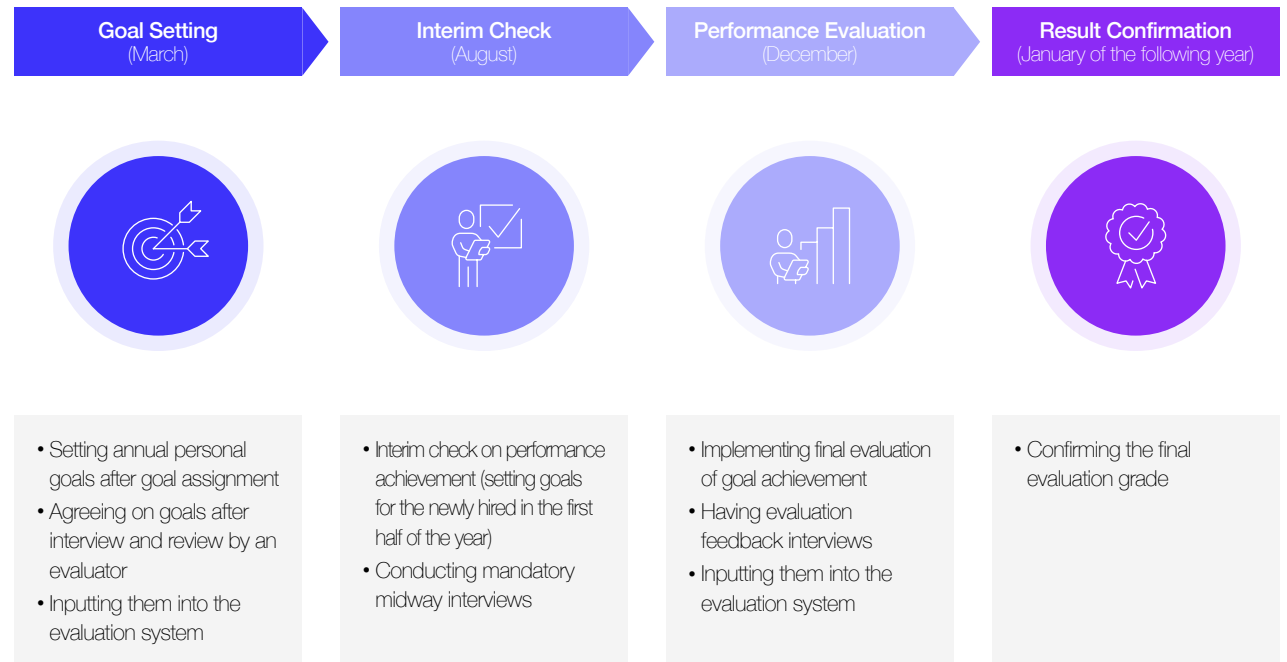 Goal Setting
(March)
Interim Check
(August)
Performance Evaluation
(December)
Result Confirmation
(January of the following year)
• Setting annual personal
goals after goal assignment
• Agreeing on goals after
interview and review by an
evaluator
• Inputting them into the
evaluation system
• Interim check on performance
achievement (setting goals
for the newly hired in the first
half of the year)
• Conducting mandatory
midway interviews
• Implementing final evaluation
of goal achievement
• Having evaluation
feedback interviews
• Inputting them into the
evaluation system
• Confirming the final
evaluation grade